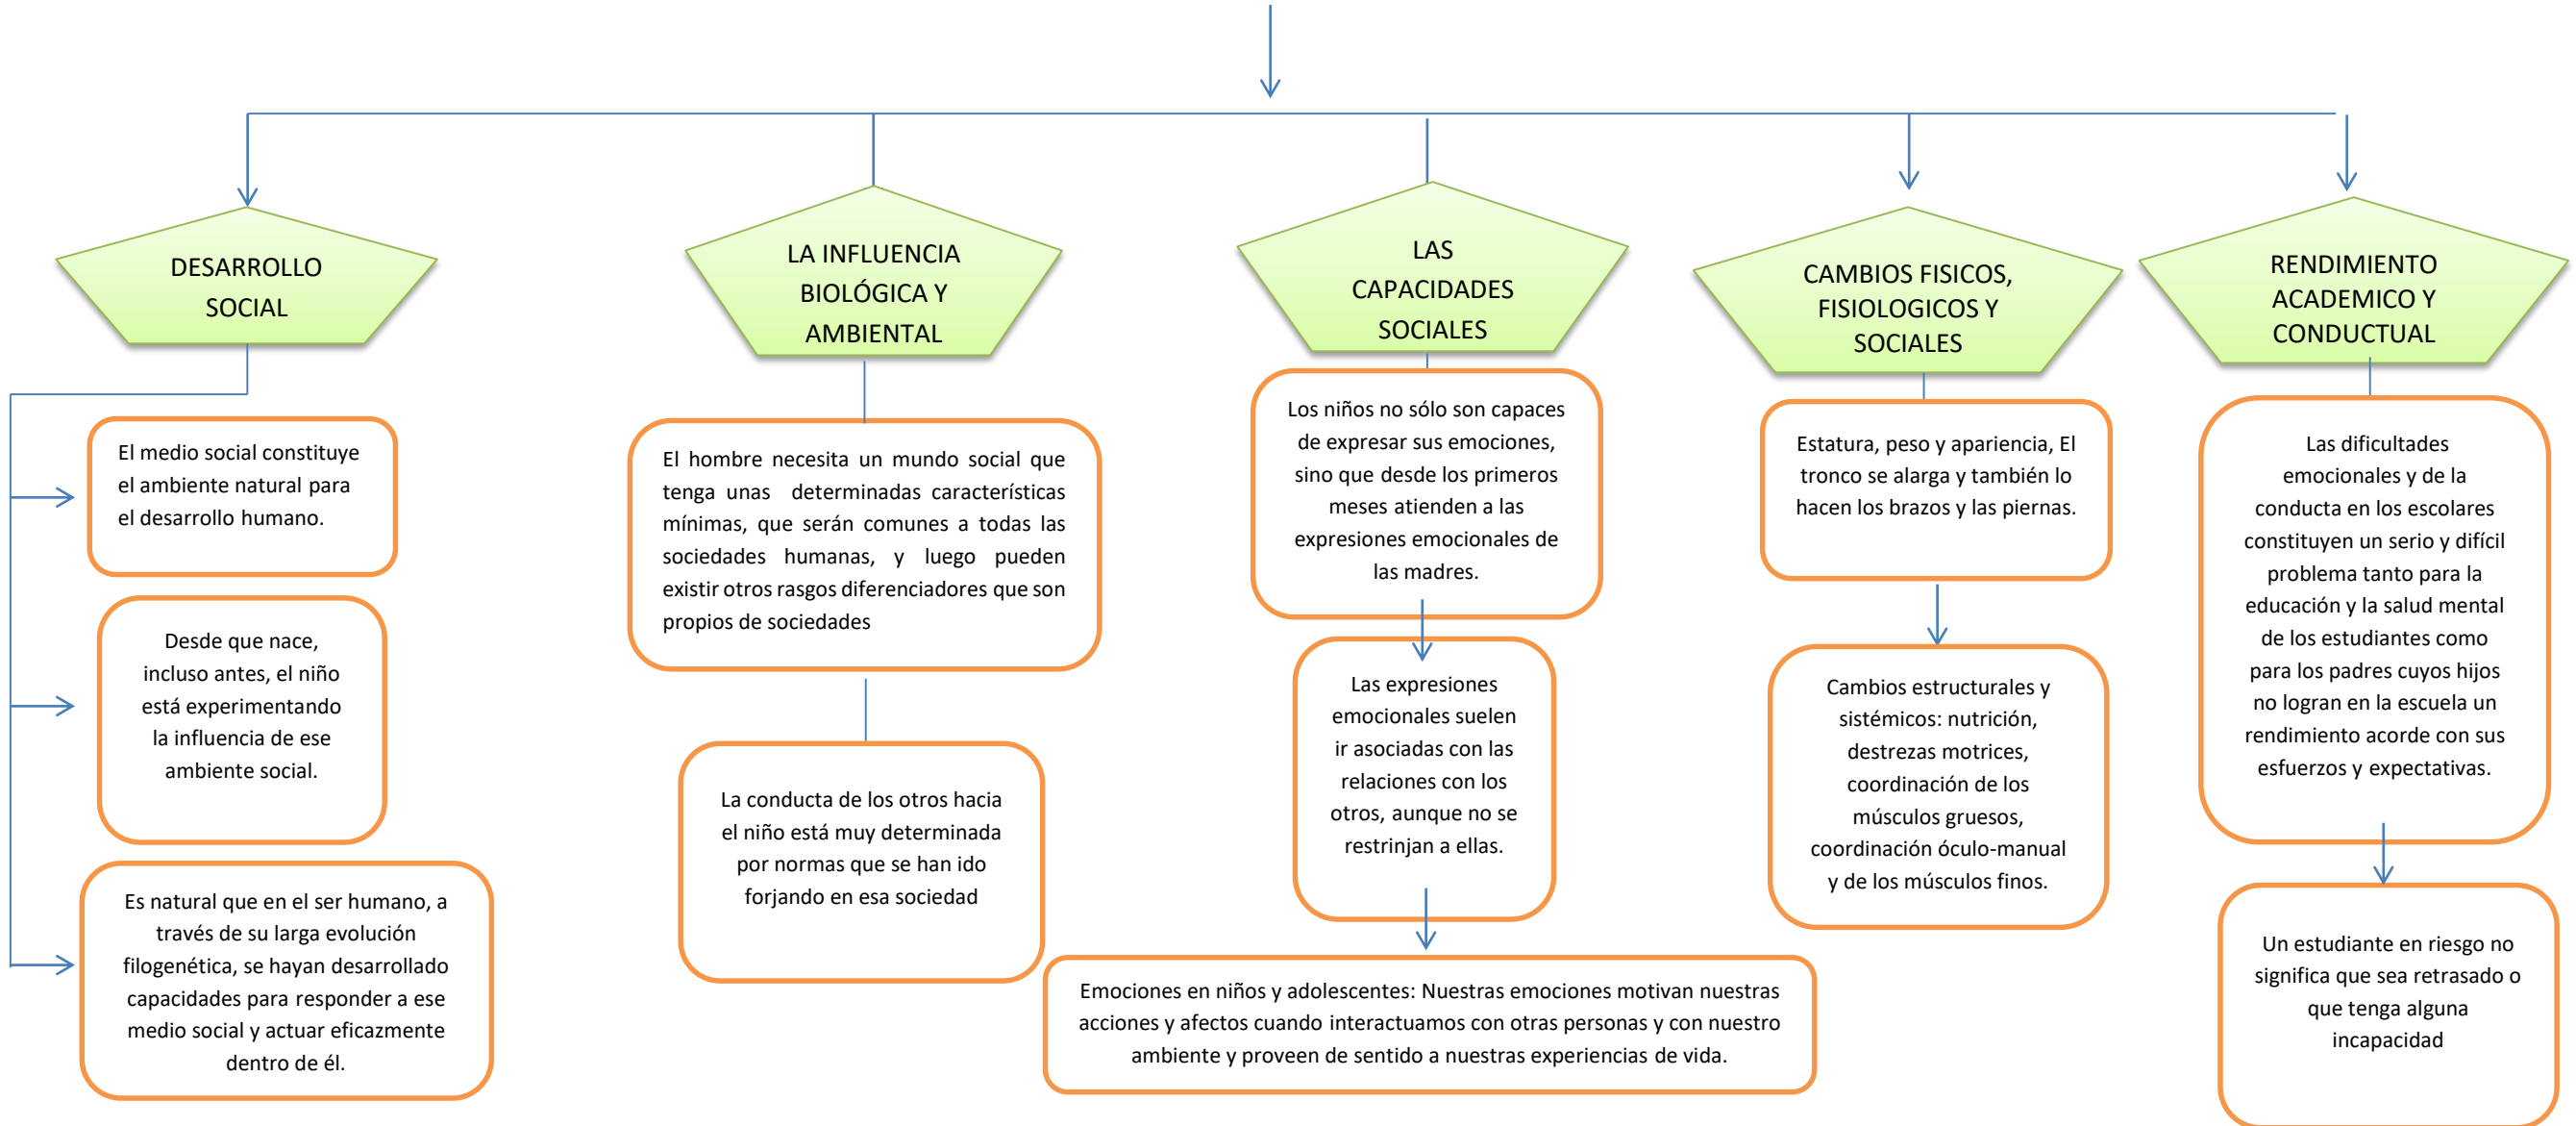 DESARROLLO
SOCIAL
El medio social constituye
el ambiente natural para
el desarrollo humano.
Desde que nace,
incluso antes, el niño
está experimentando
la influencia de ese
ambiente social.
Es natural que en el ser humano, a
través de su larga evolución
filogenética, se hayan desarrollado
capacidades para responder a ese
medio social y actuar eficazmente
dentro de él.
LA INFLUENCIA
BIOLÓGICA Y
AMBIENTAL
El hombre necesita un mundo social que
tenga unas determinadas características
mínimas, que serán comunes a todas las
sociedades humanas, y luego pueden
existir otros rasgos diferenciadores que son
propios de sociedades
La conducta de los otros hacia
el niño está muy determinada
por normas que se han ido
forjando en esa sociedad
LAS
CAPACIDADES
SOCIALES
Los niños no sólo son capaces
de expresar sus emociones,
sino que desde los primeros
meses atienden a las
expresiones emocionales de
las madres.
Las expresiones
emocionales suelen
ir asociadas con las
relaciones con los
otros, aunque no se
restrinjan a ellas.
Emociones en niños y adolescentes: Nuestras emociones motivan nuestras
acciones y afectos cuando interactuamos con otras personas y con nuestro
ambiente y proveen de sentido a nuestras experiencias de vida.
CAMBIOS FISICOS,
FISIOLOGICOS Y
SOCIALES
Estatura, peso y apariencia, El
tronco se alarga y también lo
hacen los brazos y las piernas.
Cambios estructurales y
sistémicos: nutrición,
destrezas motrices,
coordinación de los
músculos gruesos,
coordinación óculo-manual
y de los músculos finos.
RENDIMIENTO
ACADEMICO Y
CONDUCTUAL
Las dificultades
emocionales y de la
conducta en los escolares
constituyen un serio y difícil
problema tanto para la
educación y la salud mental
de los estudiantes como
para los padres cuyos hijos
no logran en la escuela un
rendimiento acorde con sus
esfuerzos y expectativas.
Un estudiante en riesgo no
significa que sea retrasado o
que tenga alguna
incapacidad